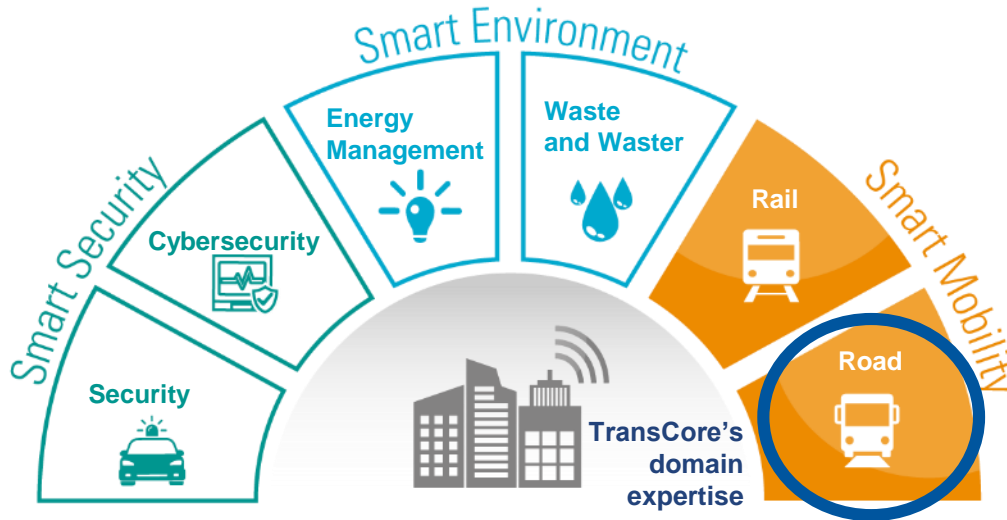 Smart Environment
Energy
Management
Waste
and Waster
Smart Security
Cybersecurity
Security
Smart Mobility
Rail
Road
TransCore's
domain
expertise